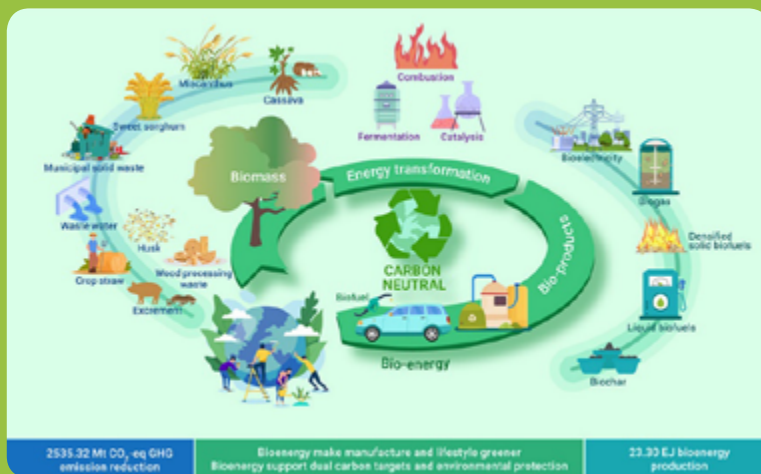 Miscanthus
Cassava
Sweet sorghum
Municipal solid waste
Waste water
Husk
Crop straw
Wood processing
waste
Excrement
Combustion
Fermentation
Catalysis
Biomass
Energy transformation
Bio-products
CARBON
NEUTRAL
Biofuel
Bio-energy
Bioelectricity
Biogas
Densified
solid biofuels
Liquid biofuels
Biochar
2535.32 Mt CO₂-eq GHG
emission reduction
Bioenergy make manufacture and lifestyle greener
Bioenergy support dual carbon targets and environmental protection
23.30 EJ bioenergy
production